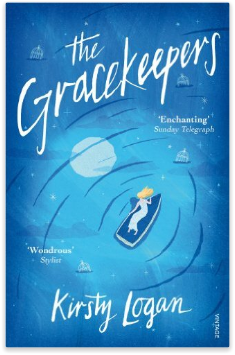 the
Gracekeepers
'Enchanting'
Sunday Telegraph
'Wondrous'
Stylist
Kirsty Logan
VINTAGE